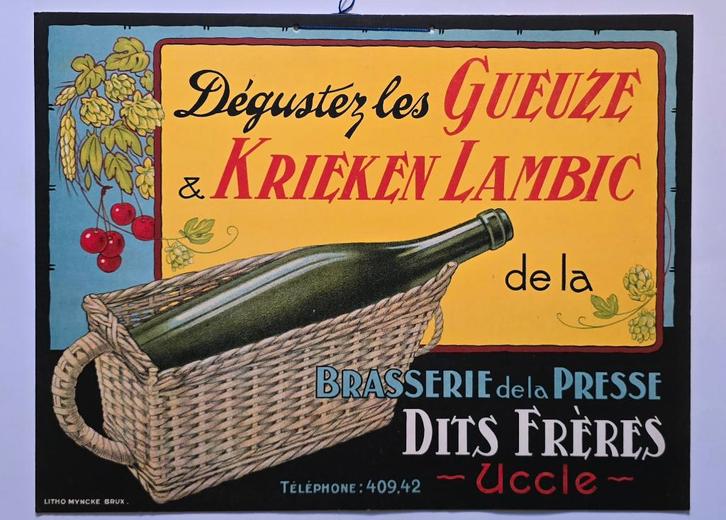 Dégustez les GUEUZE
& KRIEKEN LAMBIC
de la
BRASSERIE de la PRESSE
DITS FRÈRES
TÉLÉPHONE: 409.42 ~ Uccle ~
LITHO MYNCKE BRUX.